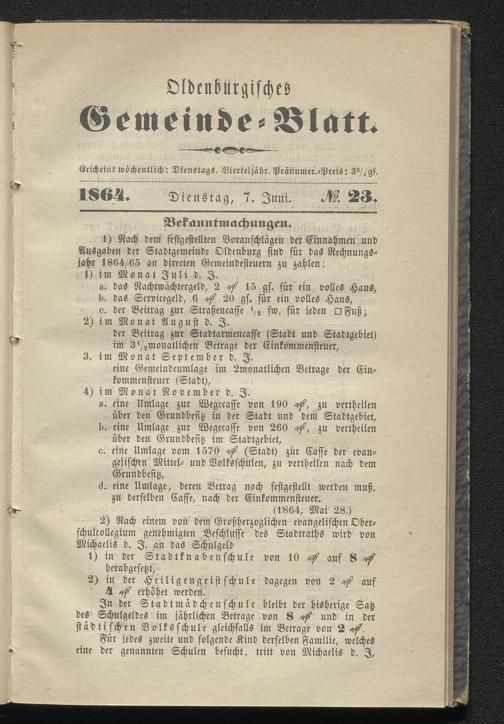 Oldenburgisches
Gemeinde-Blatt.
Erscheint wöchentlich: Dienstags. Vierteljähr. Pränumer.-Preis: 3¾ gs.
1864. Dienstag, 7. Juni. № 23.
Bekanntmachungen.
1) Nach dem festgestellten Voranschlägen der Einnahmen und
Ausgaben der Stadtgemeinde Oldenburg sind für das Rechnungs-
jahr 1864/65 an directen Gemeindesteuern zu zahlen:
1) im Monat Juli d. J.
a. das Nachtwächtergeld, 2 ₰ 15 gs. für ein volles Haus,
b. das Servicegeld, 6 ₰ 20 gs. für ein volles Haus,
c. der Beitrag zur Straßencasse ½ sw. für jeden □Fuß;
2) im Monat August d. J.
der Beitrag zur Stadtarmencasse (Stadt und Stadtgebiet)
im 3½monatlichen Betrage der Einkommensteuer,
3. im Monat September d. J.
eine Gemeindeumlage im 2monatlichen Betrage der Ein-
kommensteuer (Stadt),
4) im Monat November d. J.
a. eine Umlage zur Wegecasse von 190 ₰, zu vertheilen
über den Grundbesitz in der Stadt und dem Stadtgebiet,
b. eine Umlage zur Wegecasse von 260 ₰, zu vertheilen
über den Grundbesitz im Stadtgebiet,
c. eine Umlage vom 1570 ₰ (Stadt) zur Casse der evan-
gelischen Mittel- und Volksschulen, zu vertheilen nach dem
Grundbesitz,
d. eine Umlage, deren Betrag noch festgestellt werden muß,
zu derselben Casse, nach der Einkommensteuer.
(1864, Mai 28.)
2) Nach einem von dem Großherzoglichen evangelischen Ober-
schulcollegium genehmigten Beschlusse des Stadtraths wird von
Michaelis d. J. an das Schulgeld
1) in der Stadtknabenschule von 10 ₰ auf 8 ₰
herabgesetzt,
2) in der Heiligengeistschule dagegen von 2 ₰ auf
4 ₰ erhöhet werden.
In der Stadtmädchenschule bleibt der bisherige Satz
des Schulgeldes im jährlichen Betrage von 8 ₰ und in der
städtischen Volksschule gleichfalls im Betrage von 2 ₰.
Für jedes zweite und folgende Kind derselben Familie, welches
eine der genannten Schulen besucht, tritt von Michaelis d. J,